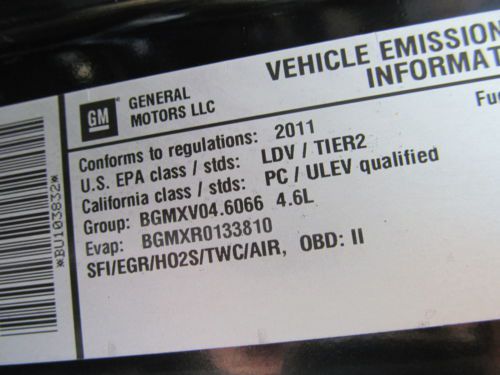 GM
GENERAL
MOTORS LLC
VEHICLE EMISSION
INFORMAT
Fue
Conforms to regulations: 2011
U.S. EPA class / stds: LDV / TIER2
California class / stds: PC / ULEV qualified
Group: BGMXV04.6066 4.6L
Evap: BGMXR0133810
SFI/EGR/HO2S/TWC/AIR, OBD: II
*BU103832*